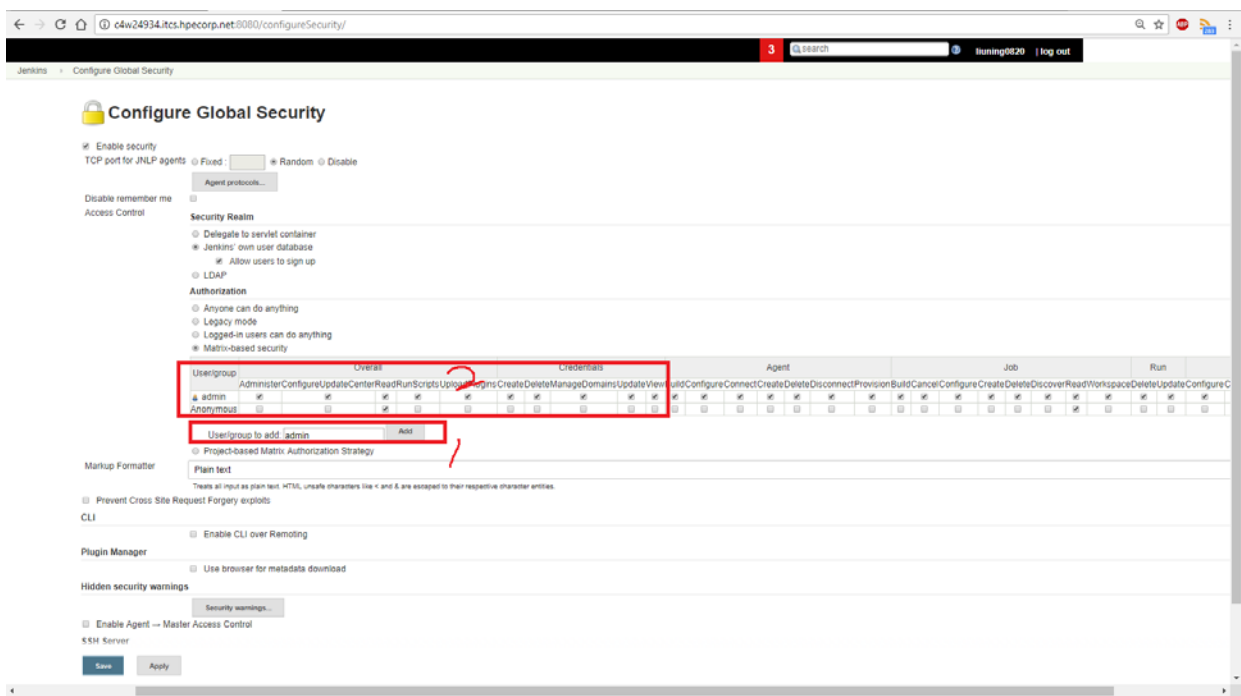 c4w24934.itcs.hpecorp.net:8080/configureSecurity/
3 search liuning0820 | log out
Jenkins Configure Global Security
Configure Global Security
Enable security
TCP port for JNLP agents Fixed : Random Disable
Agent protocols...
Disable remember me
Access Control
Security Realm
Delegate to servlet container
Jenkins' own user database
Allow users to sign up
LDAP
Authorization
Anyone can do anything
Legacy mode
Logged-in users can do anything
Matrix-based security
User/group Overall Credentials Agent Job Run
Administer Configure UpdateCenter Read RunScripts UploadPlugins Create Delete ManageDomains Update View Build Configure Connect Create Delete Disconnect Provision Build Cancel Configure Create Delete Discover Read Workspace Delete Update Configure
2
admin
Anonymous
User/group to add: admin Add
1
Project-based Matrix Authorization Strategy
Markup Formatter Plain text
Treats all input as plain text. HTML unsafe characters like < and & are escaped to their respective character entities.
Prevent Cross Site Request Forgery exploits
CLI
Enable CLI over Remoting
Plugin Manager
Use browser for metadata download
Hidden security warnings
Security warnings...
Enable Agent → Master Access Control
SSH Server
Save Apply